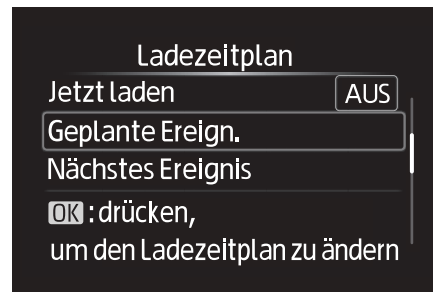 Ladezeitplan
Jetzt laden AUS
Geplante Ereign.
Nächstes Ereignis
OK : drücken,
um den Ladezeitplan zu ändern